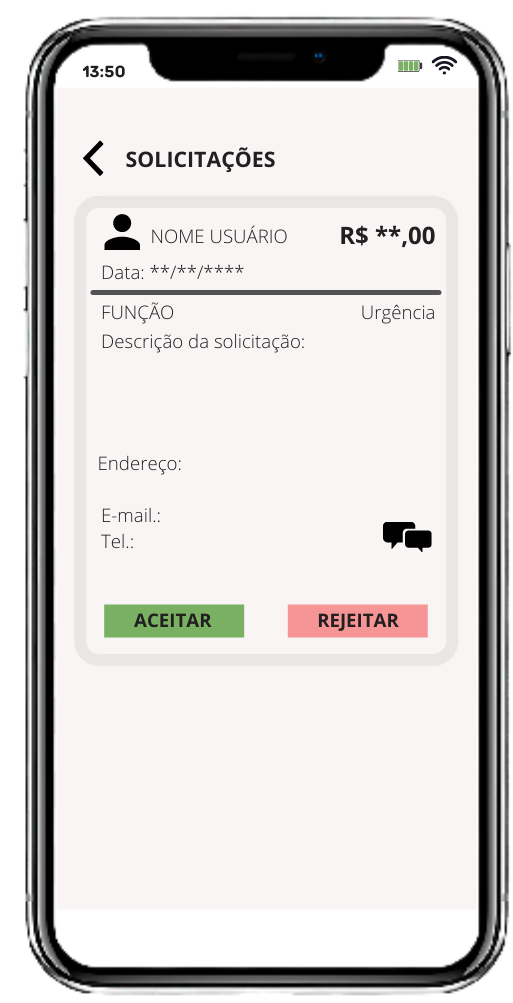 13:50
SOLICITAÇÕES
NOME USUÁRIO R$ **,00
Data: **/**/****
FUNÇÃO Urgência
Descrição da solicitação:
Endereço:
E-mail.:
Tel.:
ACEITAR REJEITAR